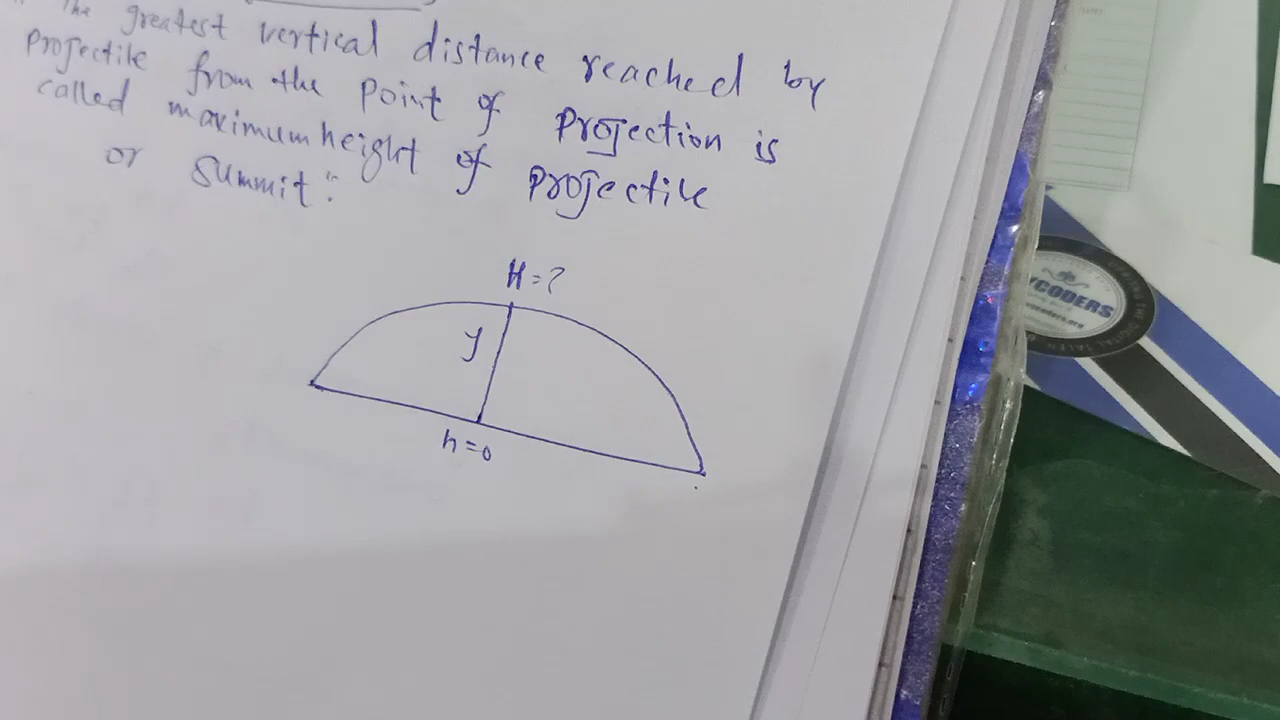 The greatest vertical distance reached by
projectile from the point of projection is
called maximum height of projectile
or summit."
H=?
y
h=0
YCODERS